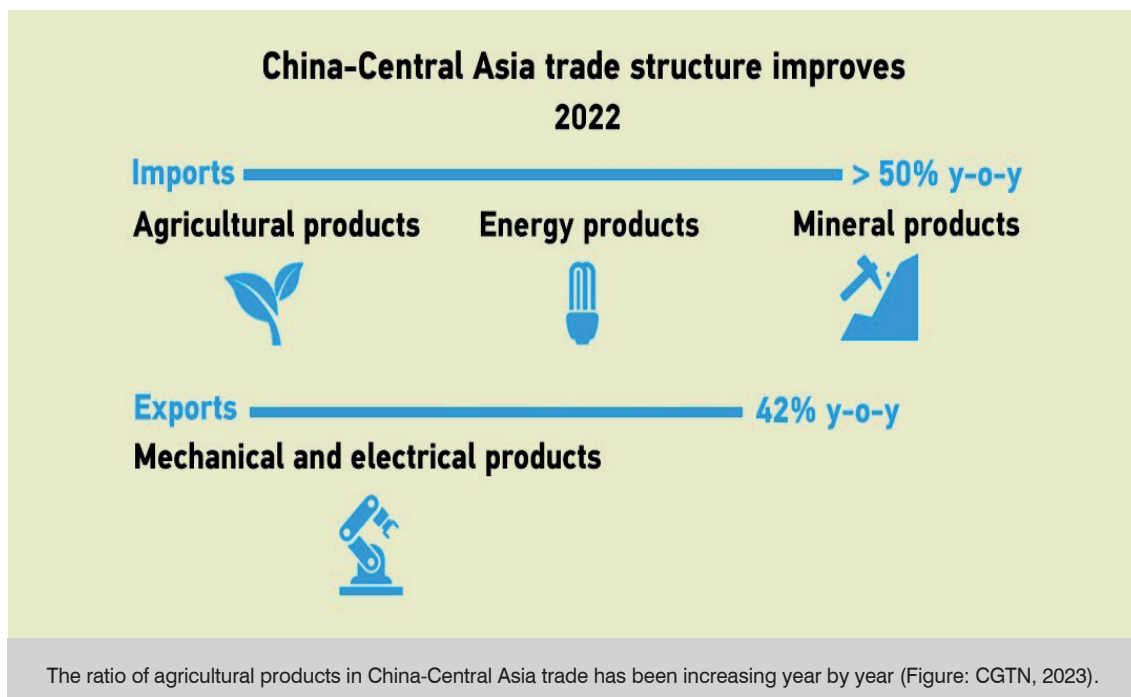 China-Central Asia trade structure improves
2022
Imports > 50% y-o-y
Agricultural products Energy products Mineral products
Exports 42% y-o-y
Mechanical and electrical products
The ratio of agricultural products in China-Central Asia trade has been increasing year by year (Figure: CGTN, 2023).